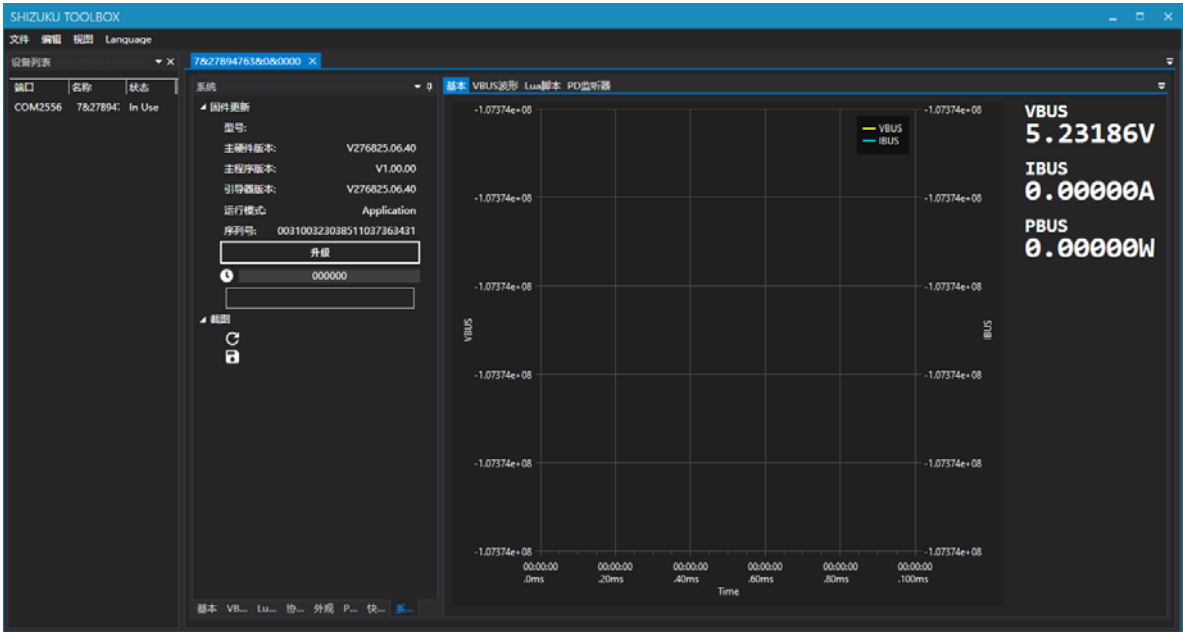 SHIZUKU TOOLBOX
文件 编辑 视图 Language
设备列表
端口 名称 状态
COM2556 7&27894: In Use
7&27894763&0&0000
系统
固件更新
型号:
主硬件版本: V276825.06.40
主程序版本: V1.00.00
引导器版本: V276825.06.40
运行模式: Application
序列号: 003100323038511037363431
升级
000000
截图
基本 VB... Lu... 协... 外观 P... 快... 系...
基本 VBUS波形 Lua脚本 PD监听器
-1.07374e+08 -1.07374e+08
VBUS
IBUS
-1.07374e+08 -1.07374e+08
-1.07374e+08 -1.07374e+08
VBUS
IBUS
-1.07374e+08 -1.07374e+08
-1.07374e+08 -1.07374e+08
-1.07374e+08 -1.07374e+08
00:00:00 00:00:00 00:00:00 00:00:00 00:00:00 00:00:00
.0ms .20ms .40ms .60ms .80ms .100ms
Time
VBUS
5.23186V
IBUS
0.00000A
PBUS
0.00000W